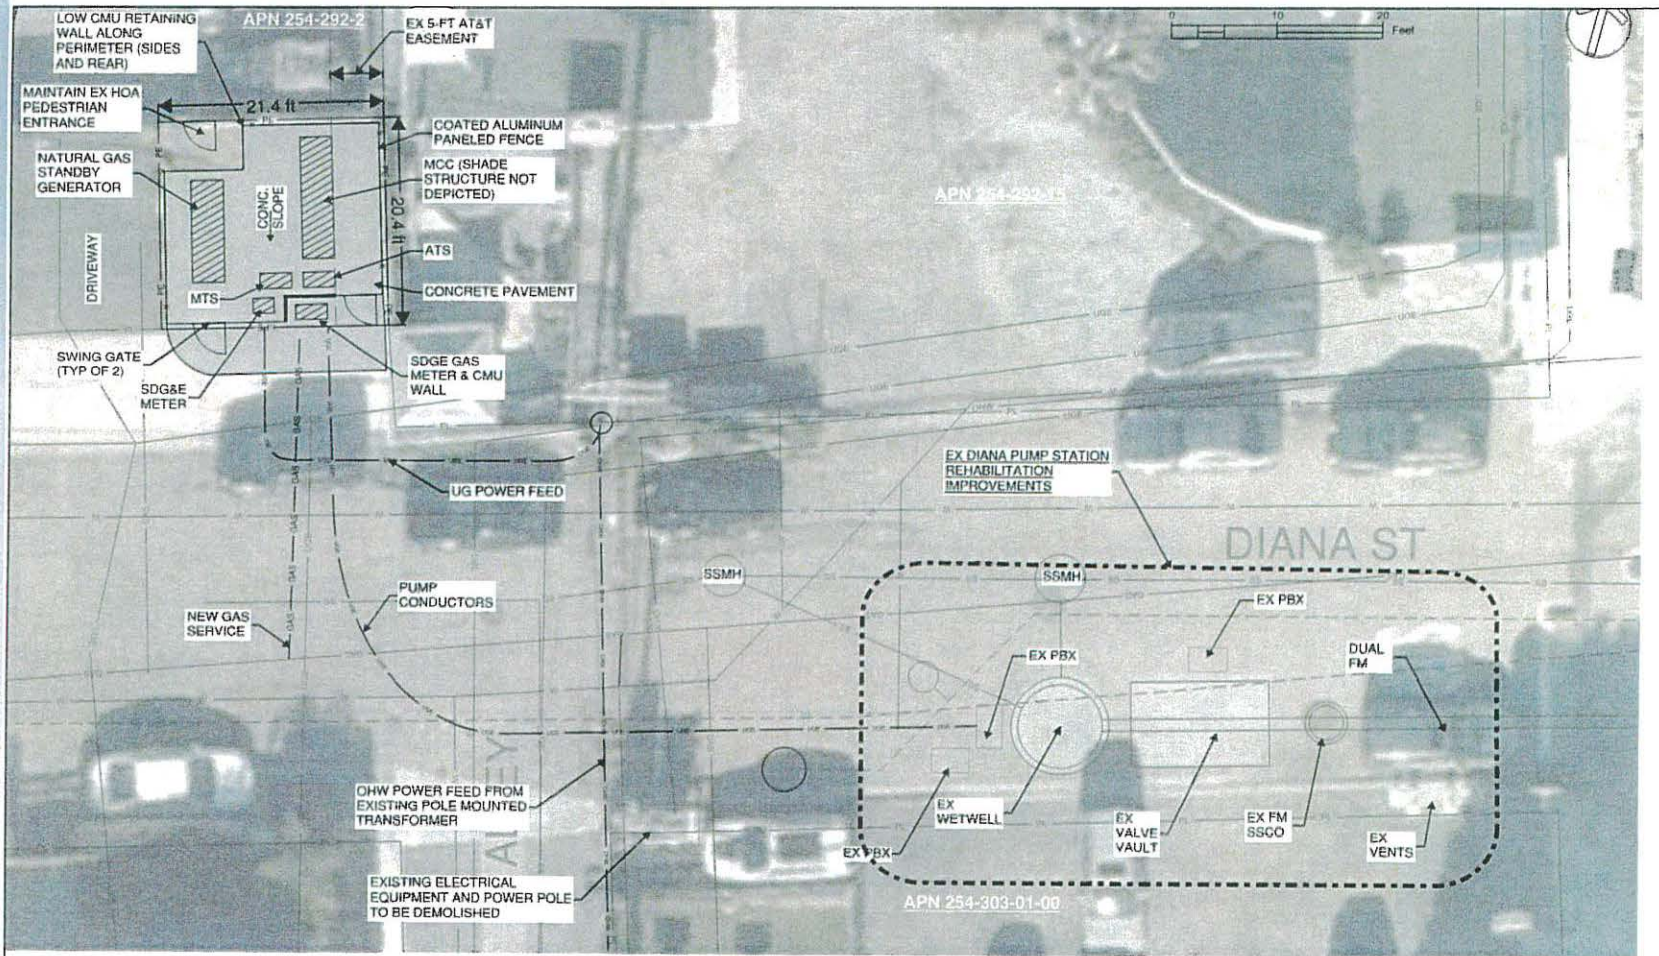 LOW CMU RETAINING
WALL ALONG
PERIMETER (SIDES
AND REAR)
APN 254-292-2
EX 5-FT AT&T
EASEMENT
0 10 20
Feet
MAINTAIN EX HOA
PEDESTRIAN
ENTRANCE
21.4 ft
COATED ALUMINUM
PANELED FENCE
NATURAL GAS
STANDBY
GENERATOR
MCC (SHADE
STRUCTURE NOT
DEPICTED)
CONC.
SLOPE
20.4 ft
APN 254-292-15
DRIVEWAY
ATS
MTS
CONCRETE PAVEMENT
SWING GATE
(TYP OF 2)
SDG&E
METER
SDGE GAS
METER & CMU
WALL
UG POWER FEED
EX DIANA PUMP STATION
REHABILITATION
IMPROVEMENTS
DIANA ST
SSMH
SSMH
PUMP
CONDUCTORS
NEW GAS
SERVICE
EX PBX
EX PBX
DUAL
FM
OHW POWER FEED FROM
EXISTING POLE MOUNTED
TRANSFORMER
ALLEY
EX
WETWELL
EX
VALVE
VAULT
EX FM
SSCO
EX
VENTS
EX PBX
EXISTING ELECTRICAL
EQUIPMENT AND POWER POLE
TO BE DEMOLISHED
APN 254-303-01-00